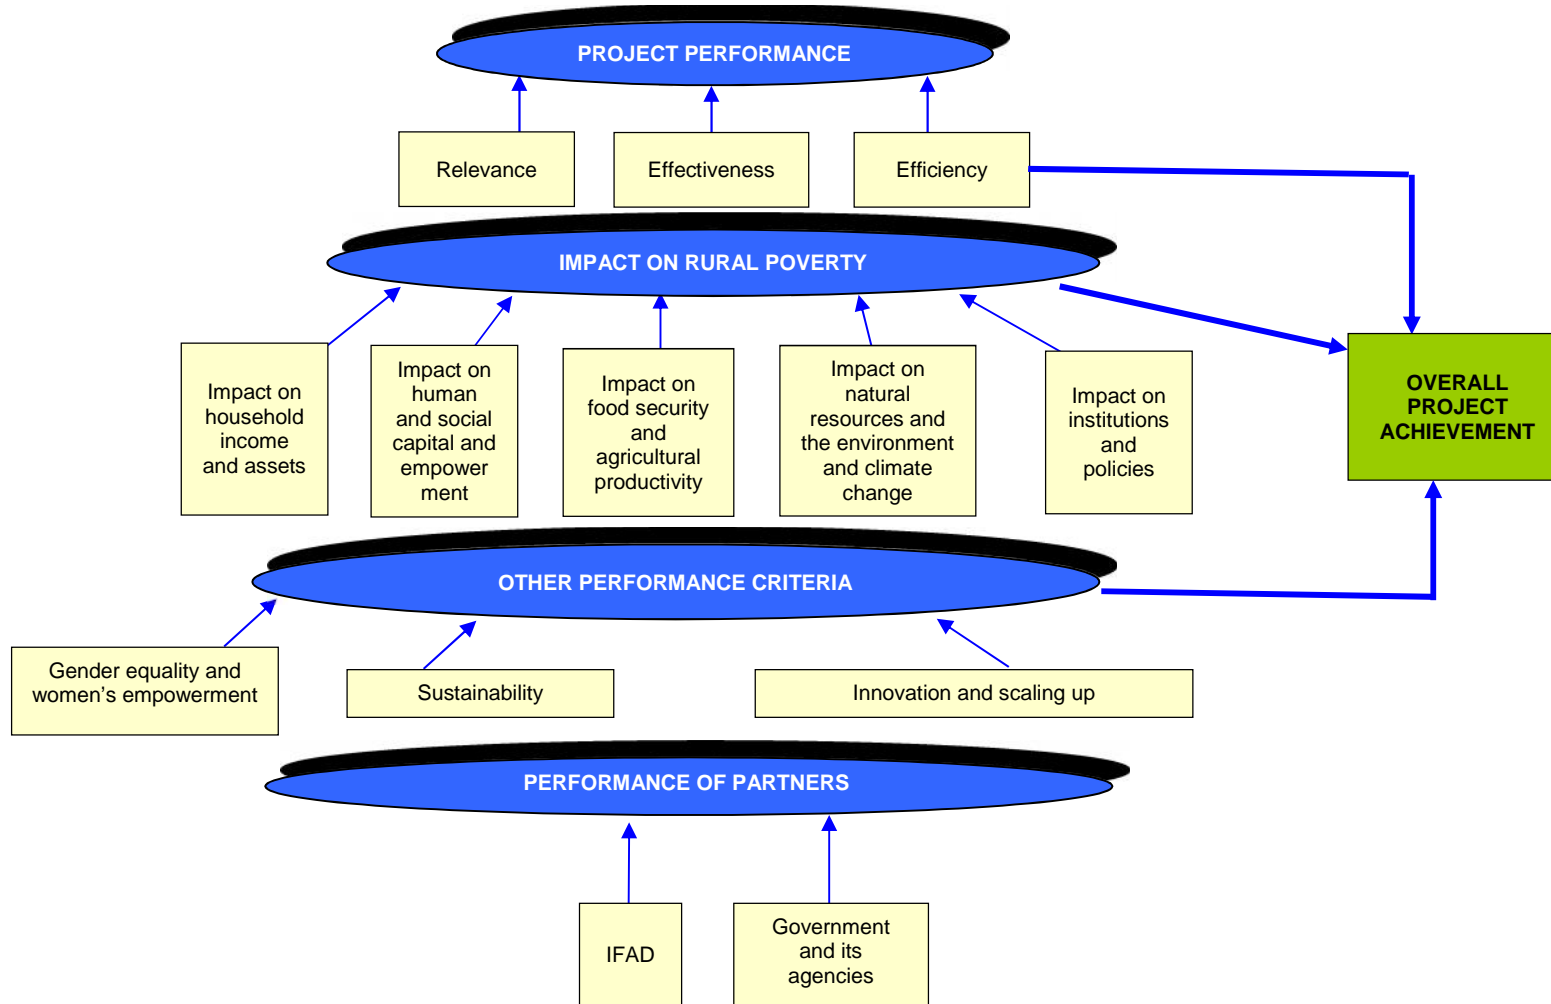 PROJECT PERFORMANCE
Relevance
Effectiveness
Efficiency
IMPACT ON RURAL POVERTY
Impact on
household
income
and assets
Impact on
human
and social
capital and
empower
ment
Impact on
food security
and
agricultural
productivity
Impact on
natural
resources and
the environment
and climate
change
Impact on
institutions
and
policies
OVERALL
PROJECT
ACHIEVEMENT
OTHER PERFORMANCE CRITERIA
Gender equality and
women’s empowerment
Sustainability
Innovation and scaling up
PERFORMANCE OF PARTNERS
IFAD
Government
and its
agencies